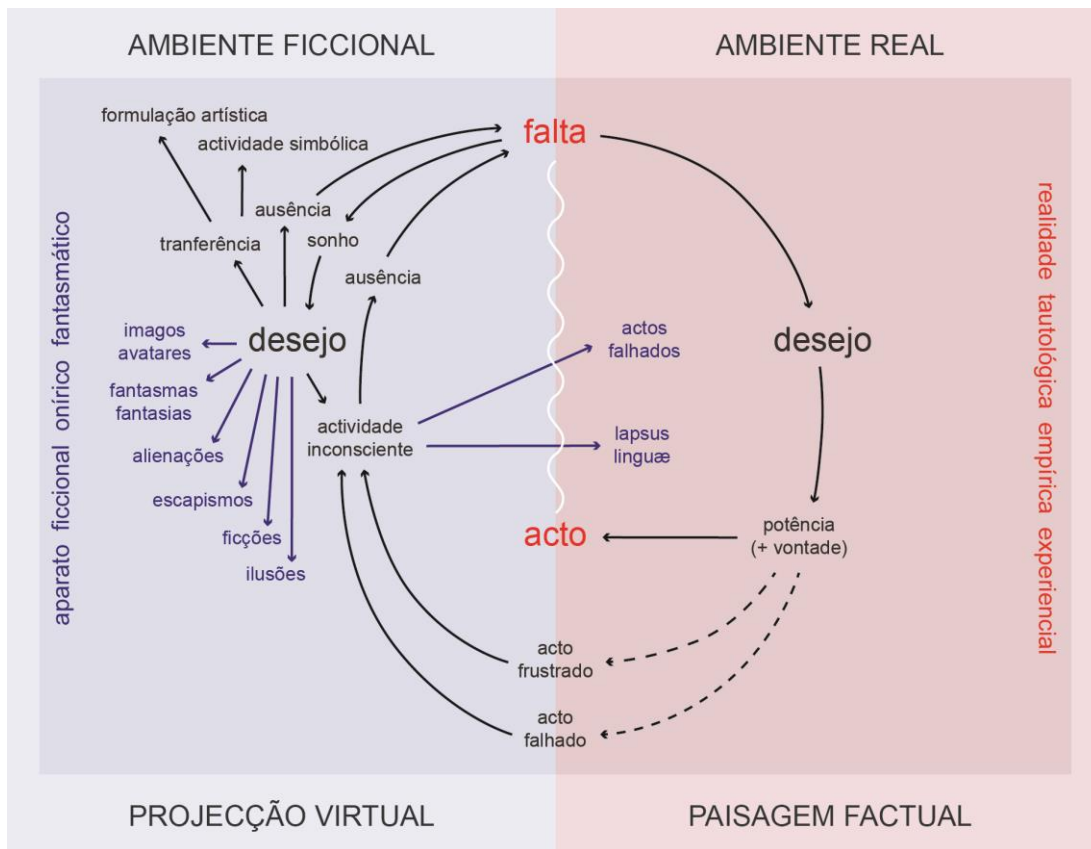 AMBIENTE FICCIONAL
AMBIENTE REAL
formulação artística
actividade simbólica
falta
ausência
tranferência
sonho
ausência
aparato ficcional onírico fantasmático
realidade tautológica empírica experiencial
desejo
desejo
imagos
avatares
actos
falhados
fantasmas
fantasias
actividade
inconsciente
alienações
lapsus
linguæ
escapismos
ficções
ilusões
acto
potência
(+ vontade)
acto
frustrado
acto
falhado
PROJECÇÃO VIRTUAL
PAISAGEM FACTUAL